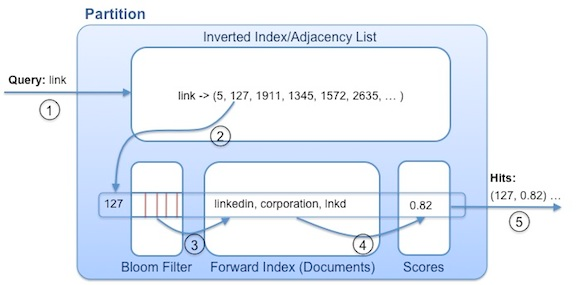 Partition
Inverted Index/Adjacency List
Query: link
1
link -> (5, 127, 1911, 1345, 1572, 2635, ... )
2
Hits:
(127, 0.82) ...
127
linkedin, corporation, lnkd
0.82
3
4
5
Bloom Filter
Forward Index (Documents)
Scores